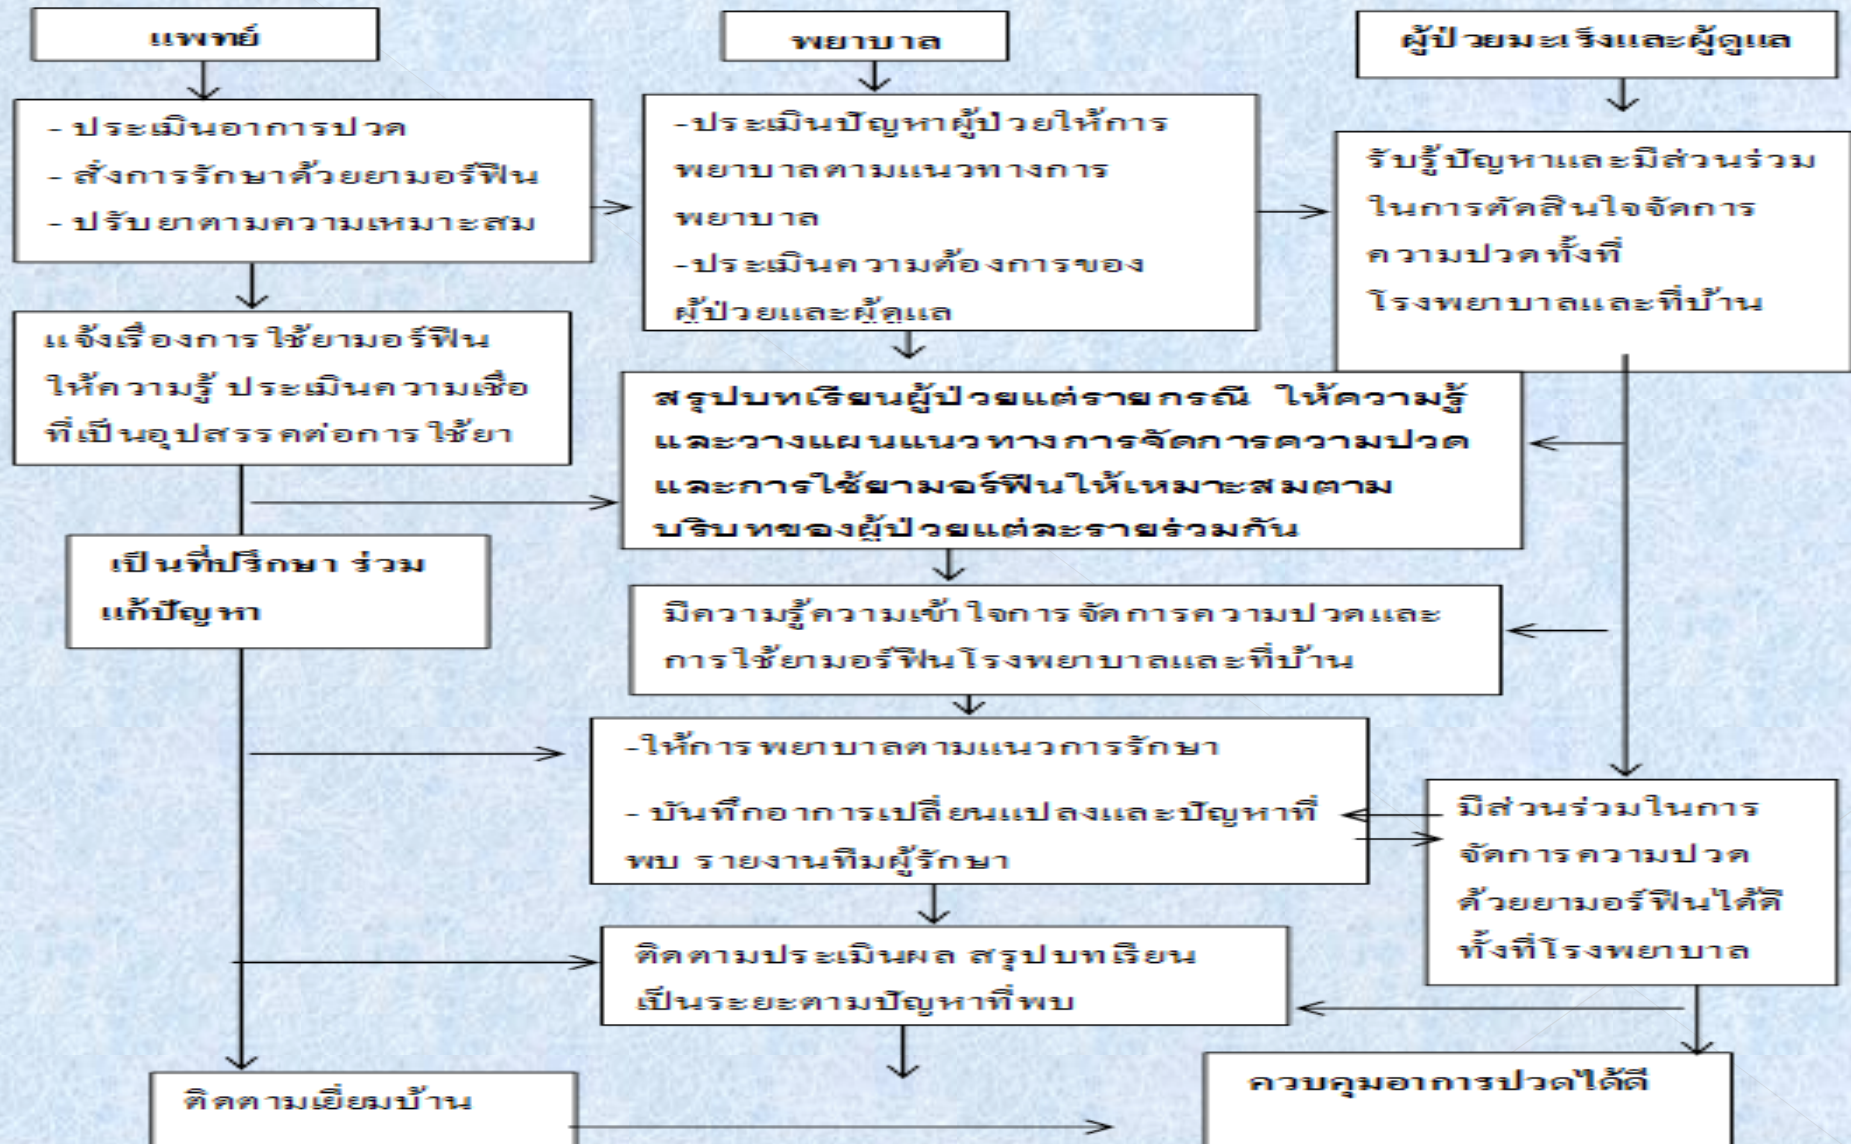 แพทย์
พยาบาล
ผู้ป่วยมะเร็งและผู้ดูแล
- ประเมินอาการปวด
- สั่งการรักษาด้วยยามอร์ฟีน
- ปรับยาตามความเหมาะสม
-ประเมินปัญหาผู้ป่วยให้การ
พยาบาลตามแนวทางการ
พยาบาล
-ประเมินความต้องการของ
ผู้ป่วยและผู้ดูแล
รับรู้ปัญหาและมีส่วนร่วม
ในการตัดสินใจจัดการ
ความปวดทั้งที่
โรงพยาบาลและที่บ้าน
แจ้งเรื่องการใช้ยามอร์ฟีน
ให้ความรู้ ประเมินความเชื่อ
ที่เป็นอุปสรรคต่อการใช้ยา
สรุปบทเรียนผู้ป่วยแต่รายกรณี ให้ความรู้
และวางแผนแนวทางการจัดการความปวด
และการใช้ยามอร์ฟีนให้เหมาะสมตาม
บริบทของผู้ป่วยแต่ละรายร่วมกัน
เป็นที่ปรึกษา ร่วม
แก้ปัญหา
มีความรู้ความเข้าใจการจัดการความปวดและ
การใช้ยามอร์ฟีนโรงพยาบาลและที่บ้าน
-ให้การพยาบาลตามแนวการรักษา
- บันทึกอาการเปลี่ยนแปลงและปัญหาที่
พบ รายงานทีมผู้รักษา
มีส่วนร่วมในการ
จัดการความปวด
ด้วยยามอร์ฟีนได้ดี
ทั้งที่โรงพยาบาล
ติดตามประเมินผล สรุปบทเรียน
เป็นระยะตามปัญหาที่พบ
ติดตามเยี่ยมบ้าน
ควบคุมอาการปวดได้ดี